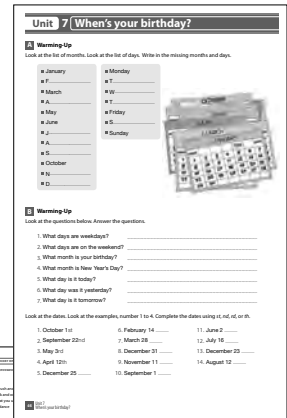 Unit 7 When's your birthday?
A Warming-Up
Look at the list of months. Look at the list of days. Write in the missing months and days.
January
F
March
A
May
June
J
A
S
October
N
D
Monday
T
W
T
Friday
S
Sunday
B Warming-Up
Look at the questions below. Answer the questions.
1. What days are weekdays?
2. What days are on the weekend?
3. What month is your birthday?
4. What month is New Year's Day?
5. What day is it today?
6. What day was it yesterday?
7. What day is it tomorrow?
Look at the dates. Look at the examples, number 1 to 4. Complete the dates using st, nd, rd, or th.
1. October 1st
2. September 22nd
3. May 3rd
4. April 12th
5. December 25
6. February 14
7. March 28
8. December 31
9. November 11
10. September 1
11. June 2
12. July 16
13. December 23
14. August 12
Unit 7
When's your birthday?